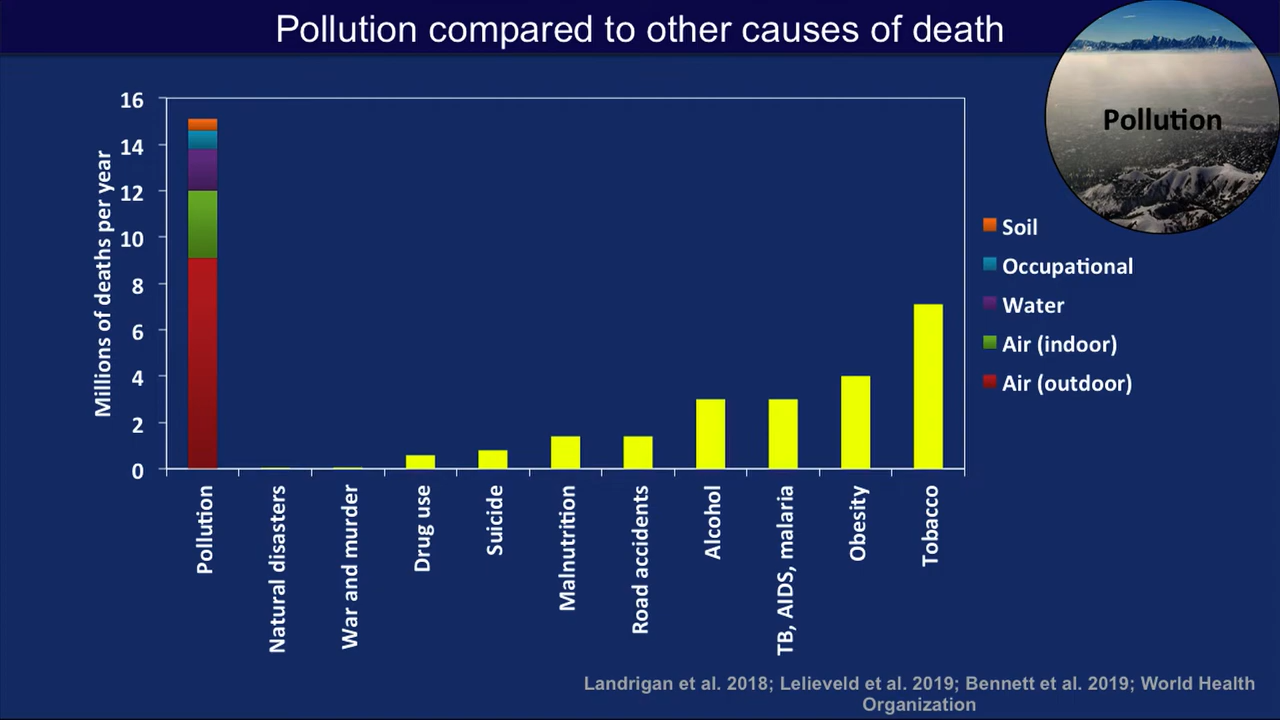 Pollution compared to other causes of death
Pollution
16
14
12
10
8
6
4
2
0
Millions of deaths per year
Pollution
Natural disasters
War and murder
Drug use
Suicide
Malnutrition
Road accidents
Alcohol
TB, AIDS, malaria
Obesity
Tobacco
Soil
Occupational
Water
Air (indoor)
Air (outdoor)
Landrigan et al. 2018; Lelieveld et al. 2019; Bennett et al. 2019; World Health
Organization